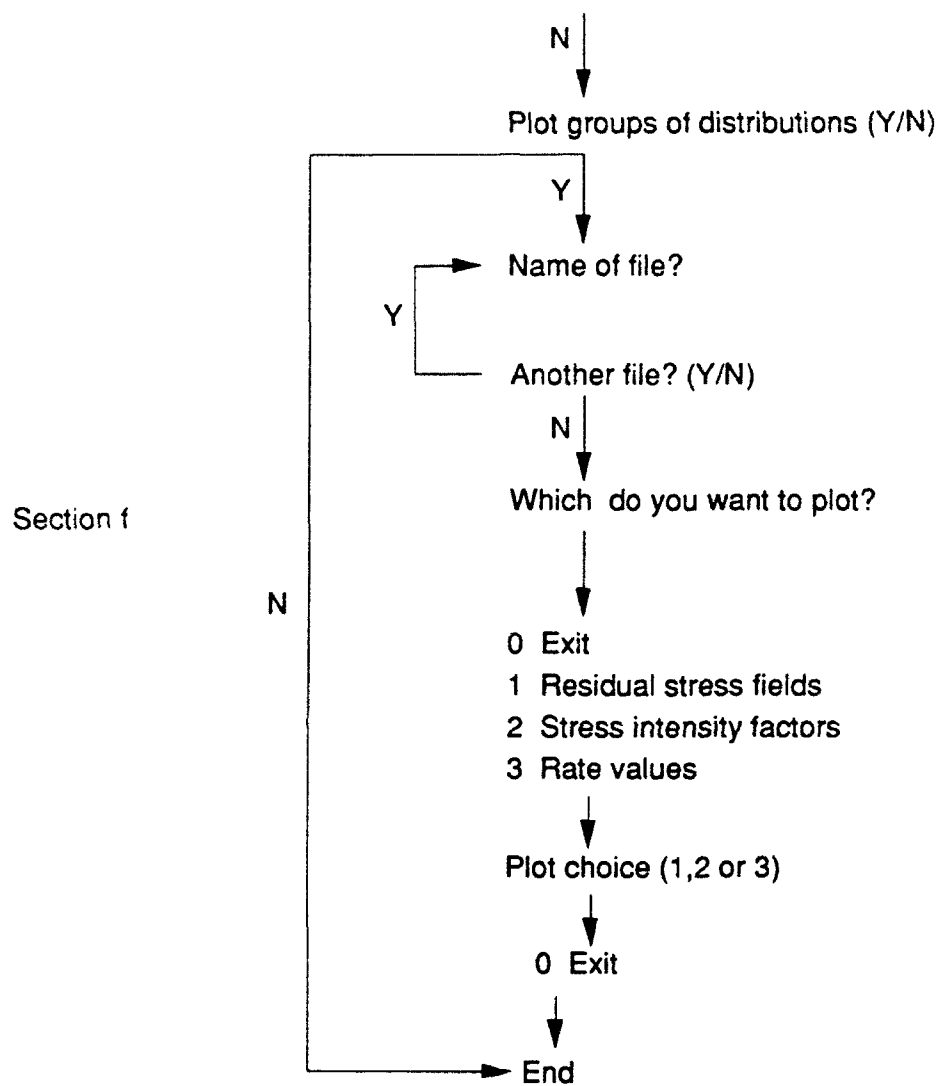 N
Plot groups of distributions (Y/N)
Y
Name of file?
Y
Another file? (Y/N)
N
Which do you want to plot?
Section f
N
0 Exit
1 Residual stress fields
2 Stress intensity factors
3 Rate values
Plot choice (1,2 or 3)
0 Exit
End